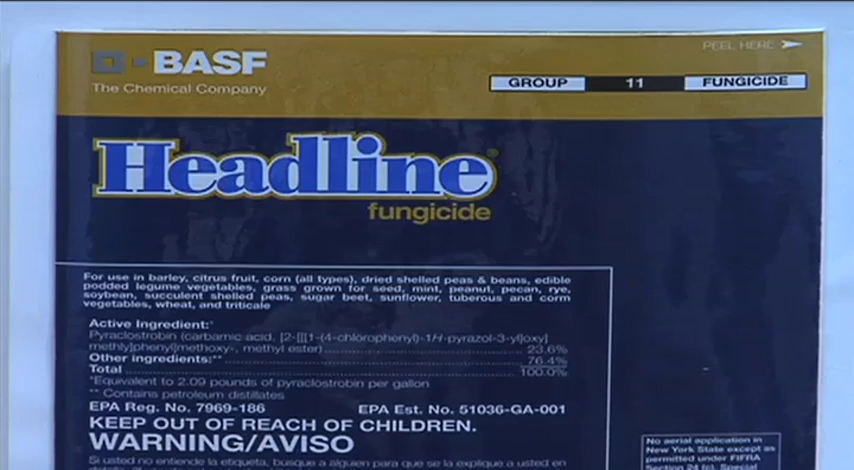 PEEL HERE
BASF
The Chemical Company
GROUP 11 FUNGICIDE
Headline®
fungicide
For use in barley, citrus fruit, corn (all types), dried shelled peas & beans, edible
podded legume vegetables, grass grown for seed, mint, peanut, pecan, rye,
soybean, succulent shelled peas, sugar beet, sunflower, tuberous and corm
vegetables, wheat, and triticale
Active Ingredient:*
Pyraclostrobin (carbamic acid, [2-[[[1-(4-chlorophenyl)-1H-pyrazol-3-yl]oxy]
methyl]phenyl]methoxy-, methyl ester) 23.6%
Other ingredients:** 76.4%
Total 100.0%
*Equivalent to 2.09 pounds of pyraclostrobin per gallon
** Contains petroleum distillates
EPA Reg. No. 7969-186 EPA Est. No. 51036-GA-001
KEEP OUT OF REACH OF CHILDREN.
WARNING/AVISO
Si usted no entiende la etiqueta, busque a alguien para que se la explique a usted en
No aerial application in
New York State except as
permitted under FIFRA
Section 24 (c), Special